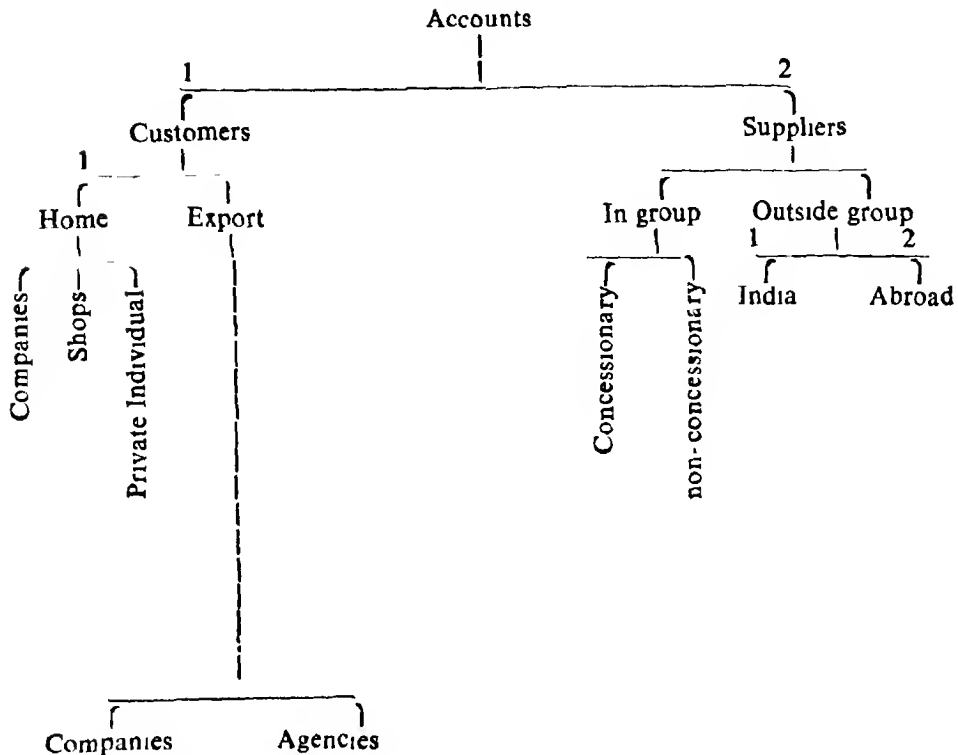 Accounts
1 2
Customers Suppliers
1
Home Export In group Outside group
1 2
India Abroad
Companies
Shops
Private Individual
Concessionary
non-concessionary
Companies Agencies